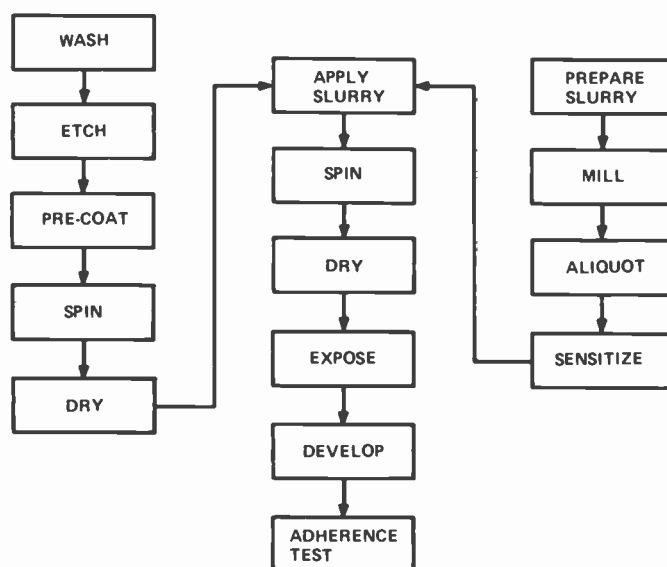 WASH
ETCH
PRE-COAT
SPIN
DRY
APPLY
SLURRY
SPIN
DRY
EXPOSE
DEVELOP
ADHERENCE
TEST
PREPARE
SLURRY
MILL
ALIQUOT
SENSITIZE